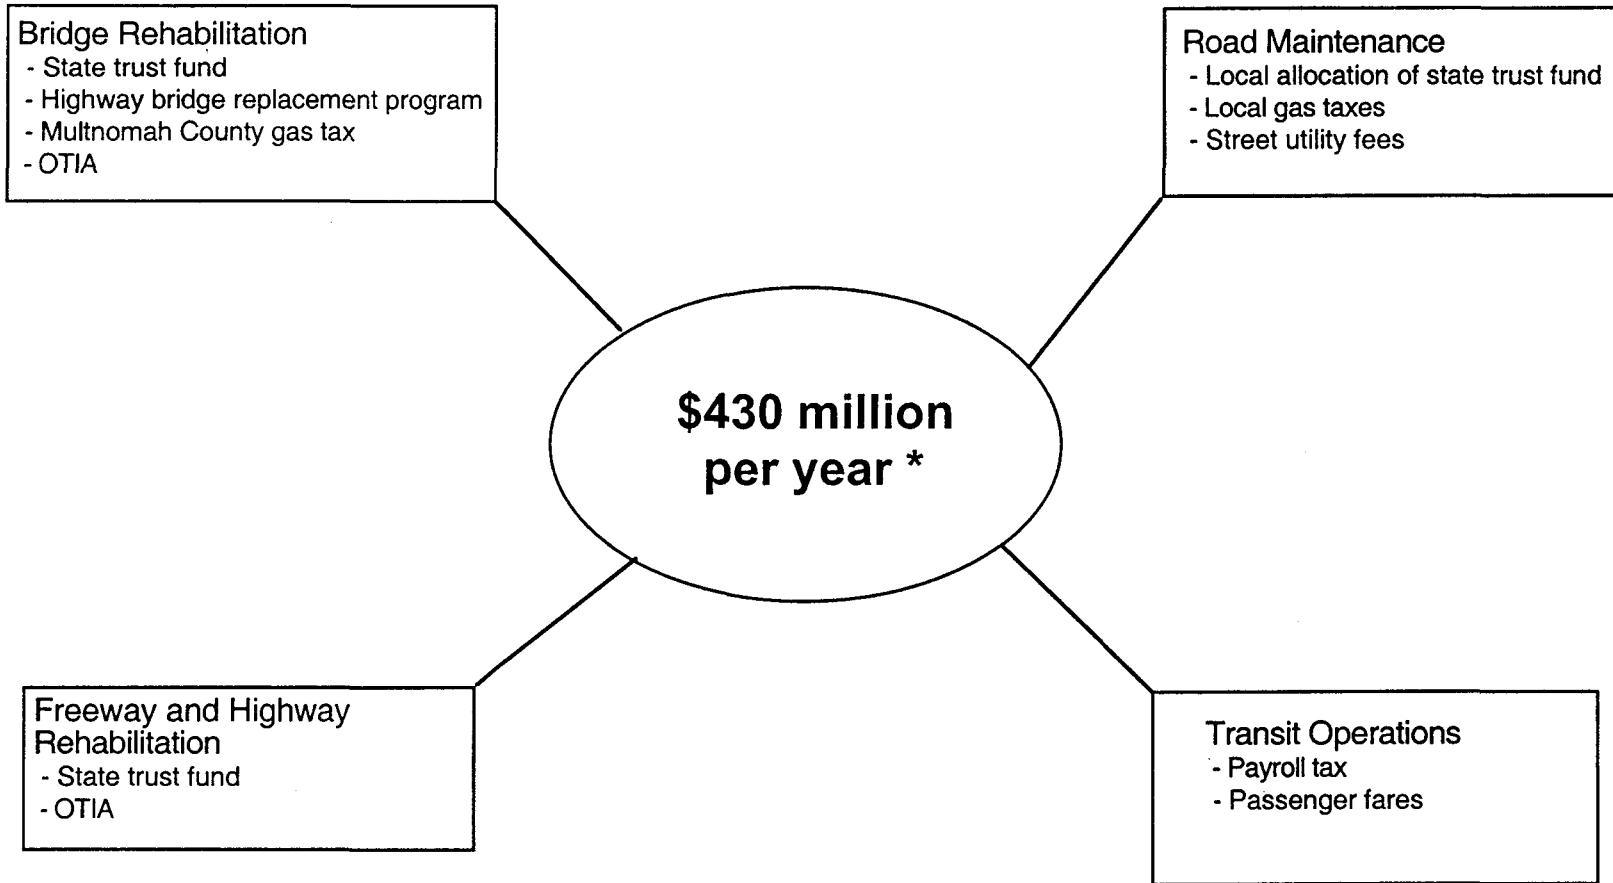 Bridge Rehabilitation
- State trust fund
- Highway bridge replacement program
- Multnomah County gas tax
- OTIA
Road Maintenance
- Local allocation of state trust fund
- Local gas taxes
- Street utility fees
$430 million
per year *
Freeway and Highway
Rehabilitation
- State trust fund
- OTIA
Transit Operations
- Payroll tax
- Passenger fares